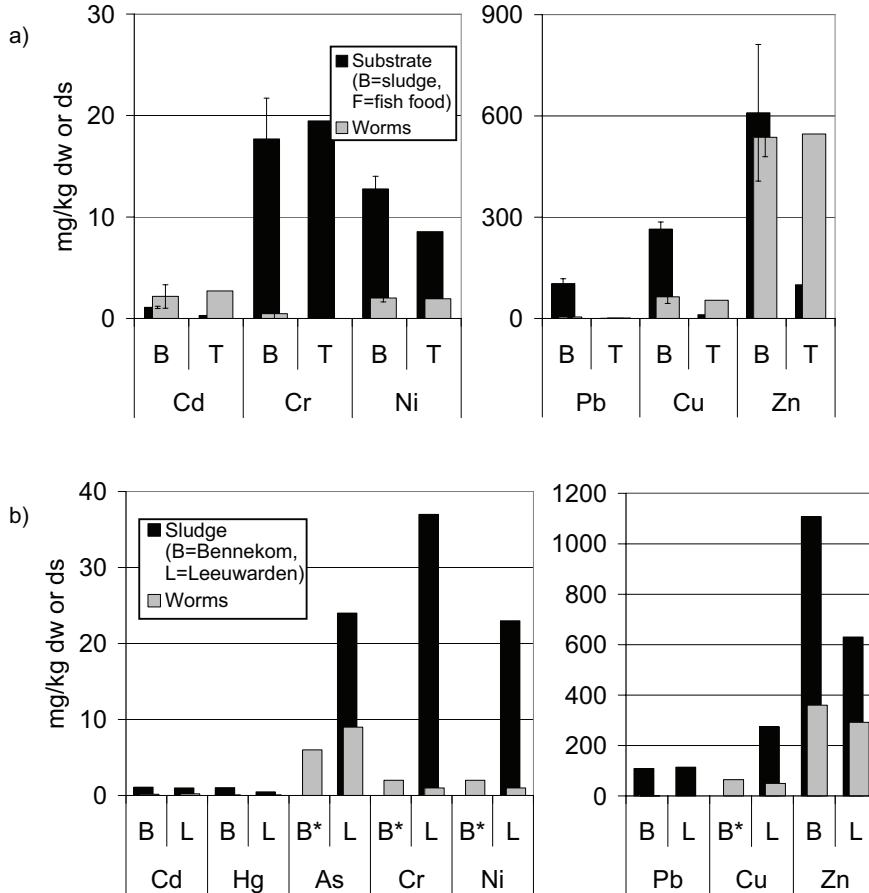 a)
mg/kg dw or ds
30
20
10
0
Substrate
(B=sludge,
F=fish food)
Worms
B T B T B T
Cd Cr Ni
900
600
300
0
B T B T B T
Pb Cu Zn
b)
mg/kg dw or ds
40
30
20
10
0
Sludge
(B=Bennekom,
L=Leeuwarden)
Worms
B L B L B* L B* L B* L
Cd Hg As Cr Ni
1200
1000
800
600
400
200
0
B L B* L B L
Pb Cu Zn